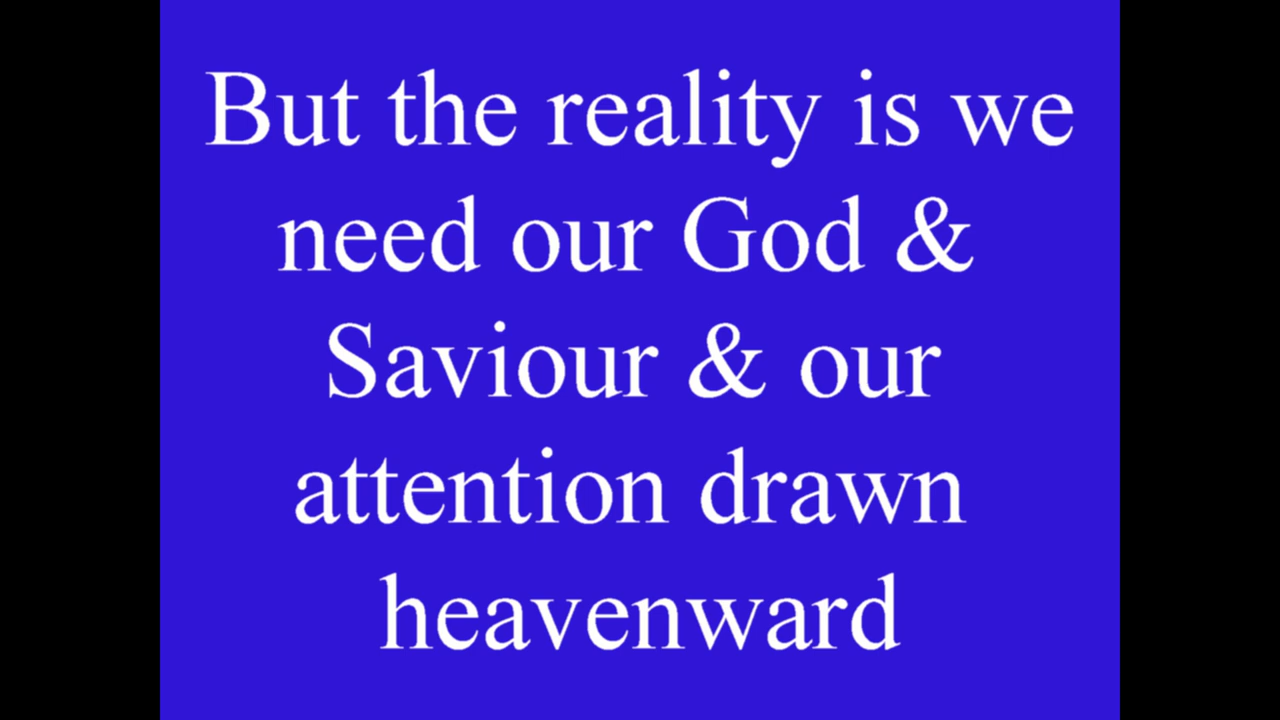 But the reality is we
need our God &
Saviour & our
attention drawn
heavenward